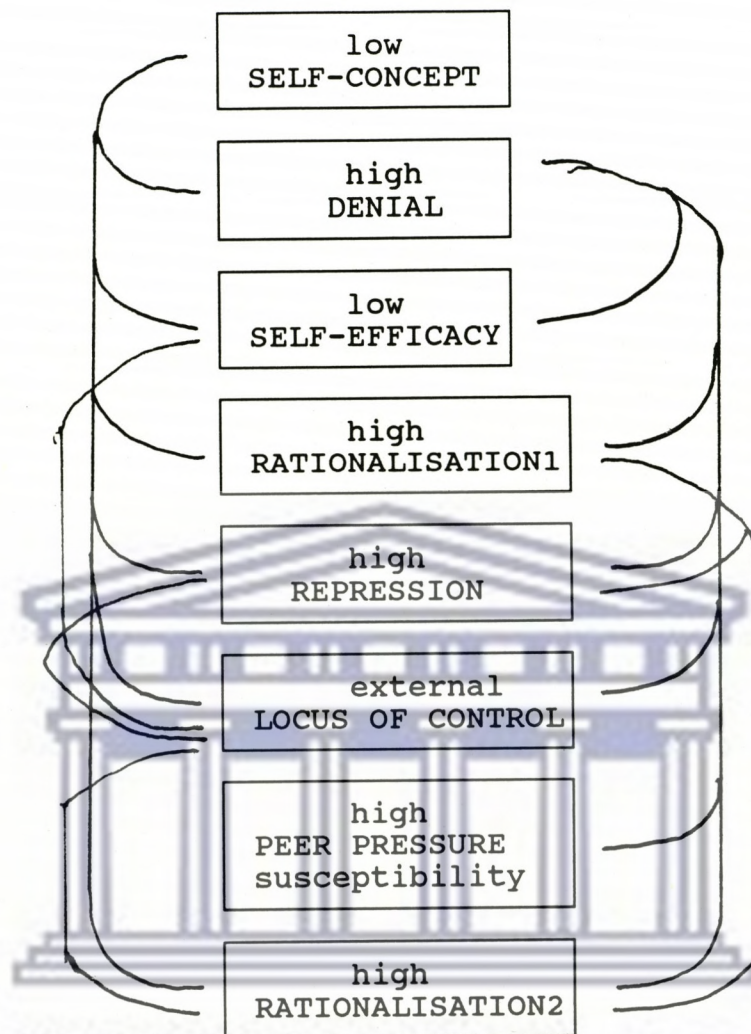 low
SELF-CONCEPT
high
DENIAL
low
SELF-EFFICACY
high
RATIONALISATION1
high
REPRESSION
external
LOCUS OF CONTROL
high
PEER PRESSURE
susceptibility
high
RATIONALISATION2